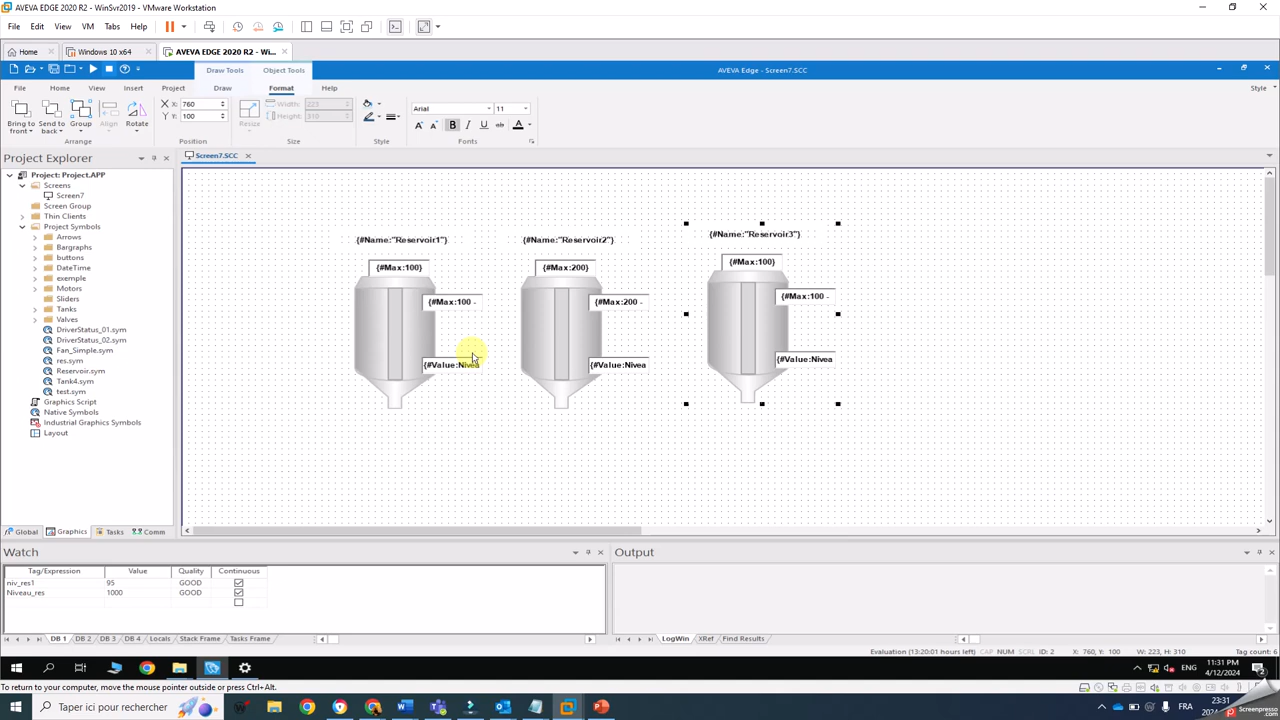 AVEVA EDGE 2020 R2 - WinSvr2019 - VMware Workstation
File Edit View VM Tabs Help
Home Windows 10 x64 AVEVA EDGE 2020 R2 - Wi...
Draw Tools Object Tools AVEVA Edge - Screen7.SCC
File Home View Insert Project Draw Format Help Style
X: 760 Width: 223 Arial 11
Y: 100 Height: 310
Bring to front Send to back Group Align Rotate Resize
Arrange Position Size Style Fonts
Project Explorer Screen7.SCC
Project: Project.APP
Screens
Screen7
Screen Group
Thin Clients
Project Symbols
Arrows
Bargraphs
buttons
DateTime
exemple
Motors
Sliders
Tanks
Valves
DriverStatus_01.sym
DriverStatus_02.sym
Fan_Simple.sym
res.sym
Reservoir.sym
Tank4.sym
test.sym
Graphics Script
Native Symbols
Industrial Graphics Symbols
Layout
{#Name:"Reservoir1"} {#Name:"Reservoir2"} {#Name:"Reservoir3"}
{#Max:100} {#Max:200} {#Max:100}
{#Max:100 - {#Max:200 - {#Max:100 -
{#Value:Nivea {#Value:Nivea {#Value:Nivea
Global Graphics Tasks Comm
Watch Output
Tag/Expression Value Quality Continuous
niv_res1 95 GOOD
Niveau_res 1000 GOOD
DB 1 DB 2 DB 3 DB 4 Locals Stack Frame Tasks Frame LogWin XRef Find Results
Evaluation (13:20:01 hours left) CAP NUM SCRL ID: 2 X: 760, Y: 100 W: 223, H: 310 Tag count: 6
ENG 11:31 PM
4/12/2024
To return to your computer, move the mouse pointer outside or press Ctrl+Alt.
Taper ici pour rechercher FRA 23:31
Screenpresso
.com